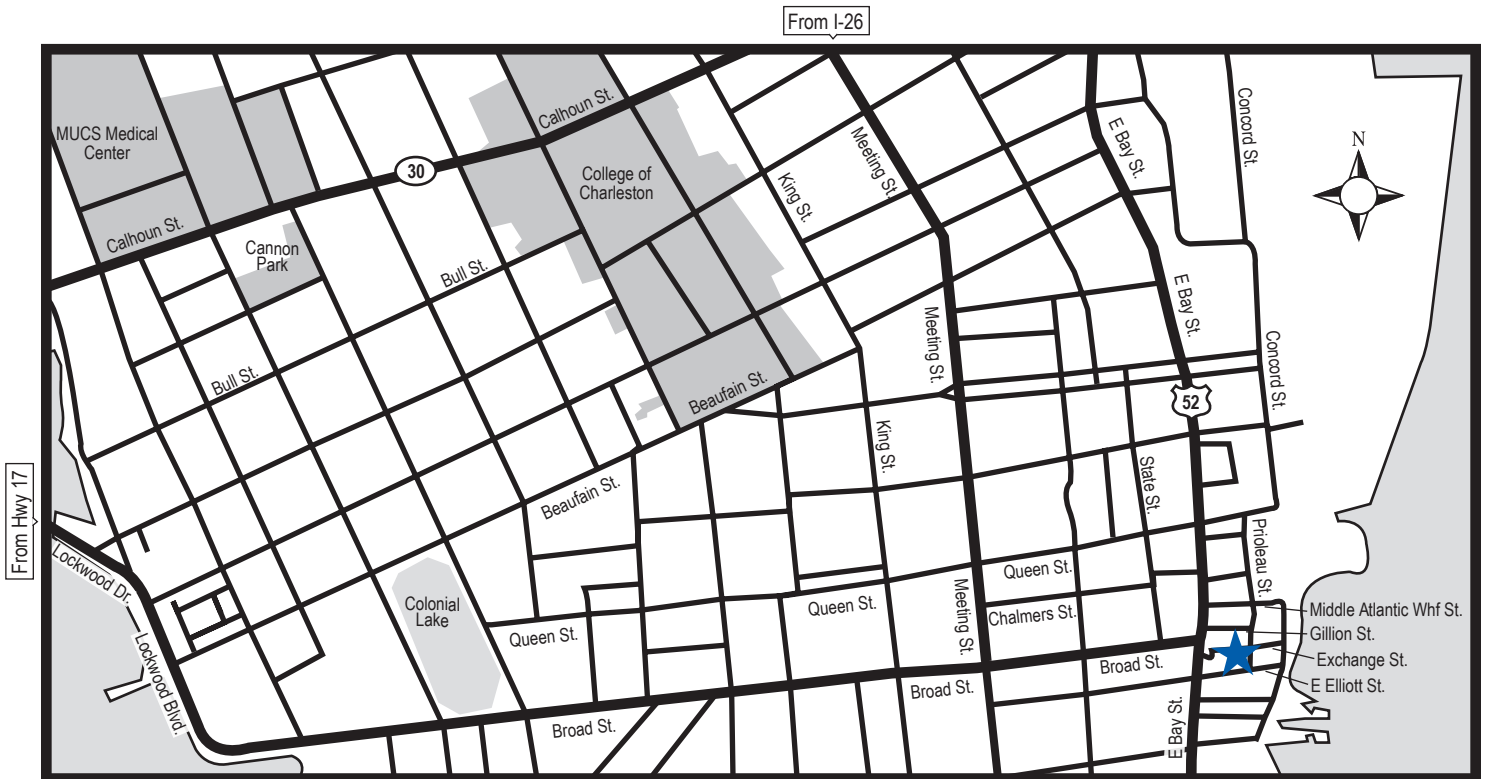 From I-26
MUCS Medical
Center
Calhoun St.
30
Calhoun St.
College of
Charleston
Cannon
Park
Bull St.
Bull St.
King St.
Meeting St.
E Bay St.
Concord St.
N
Meeting St.
E Bay St.
Concord St.
52
Beaufain St.
Beaufain St.
King St.
State St.
Prioleau St.
From Hwy 17
Lockwood Dr.
Lockwood Blvd.
Colonial
Lake
Queen St.
Queen St.
Queen St.
Chalmers St.
Meeting St.
Broad St.
Broad St.
Broad St.
E Bay St.
Middle Atlantic Whf St.
Gillion St.
Exchange St.
E Elliott St.